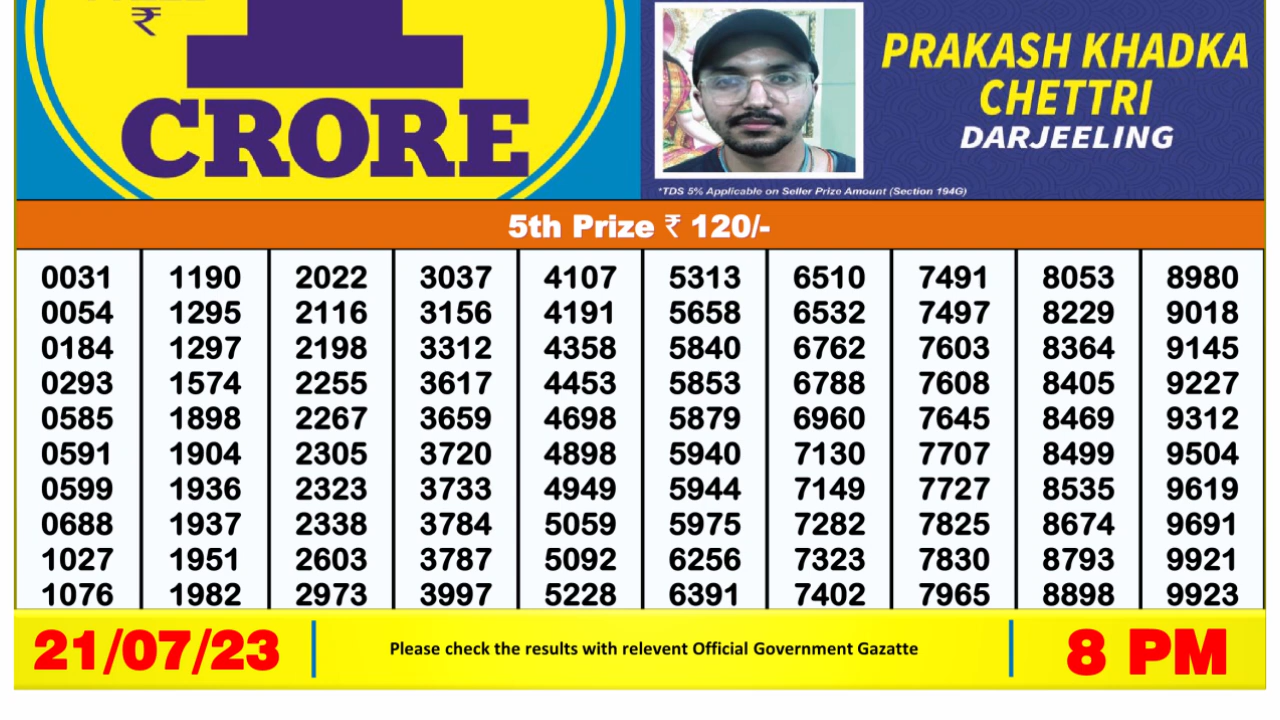 ₹
1
CRORE
PRAKASH KHADKA
CHETTRI
DARJEELING
*TDS 5% Applicable on Seller Prize Amount (Section 194G)
5th Prize ₹ 120/-
0031 1190 2022 3037 4107 5313 6510 7491 8053 8980
0054 1295 2116 3156 4191 5658 6532 7497 8229 9018
0184 1297 2198 3312 4358 5840 6762 7603 8364 9145
0293 1574 2255 3617 4453 5853 6788 7608 8405 9227
0585 1898 2267 3659 4698 5879 6960 7645 8469 9312
0591 1904 2305 3720 4898 5940 7130 7707 8499 9504
0599 1936 2323 3733 4949 5944 7149 7727 8535 9619
0688 1937 2338 3784 5059 5975 7282 7825 8674 9691
1027 1951 2603 3787 5092 6256 7323 7830 8793 9921
1076 1982 2973 3997 5228 6391 7402 7965 8898 9923
21/07/23
Please check the results with relevent Official Government Gazatte
8 PM